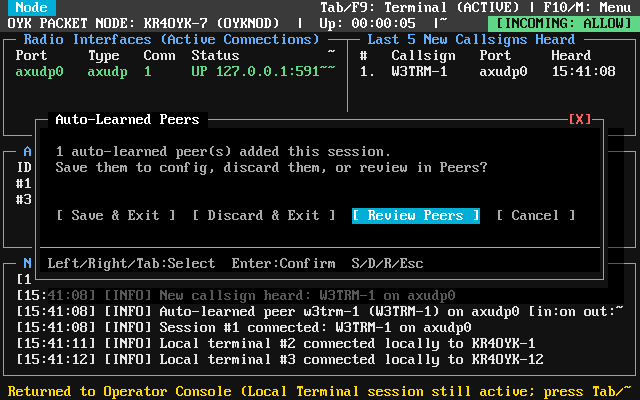 Node Tab/F9: Terminal (ACTIVE) | F10/M: Menu
OYK PACKET NODE: KR4OYK-7 (OYKNOD) | Up: 00:00:05 |~ [INCOMING: ALLOW]
Radio Interfaces (Active Connections) Last 5 New Callsigns Heard
Port Type Conn Status ~ # Callsign Port Heard
axudp0 axudp 1 UP 127.0.0.1:591~~ 1. W3TRM-1 axudp0 15:41:08
Auto-Learned Peers [X]
A
1 auto-learned peer(s) added this session.
ID
Save them to config, discard them, or review in Peers?
#1
#3
[ Save & Exit ] [ Discard & Exit ] [ Review Peers ] [ Cancel ]
N
Left/Right/Tab:Select Enter:Confirm S/D/R/Esc
[1
[15:41:08] [INFO] New callsign heard: W3TRM-1 on axudp0
[15:41:08] [INFO] Auto-learned peer w3trm-1 (W3TRM-1) on axudp0 [in:on out:~
[15:41:08] [INFO] Session #1 connected: W3TRM-1 on axudp0
[15:41:11] [INFO] Local terminal #2 connected locally to KR4OYK-1
[15:41:12] [INFO] Local terminal #3 connected locally to KR4OYK-12
Returned to Operator Console (Local Terminal session still active; press Tab/~